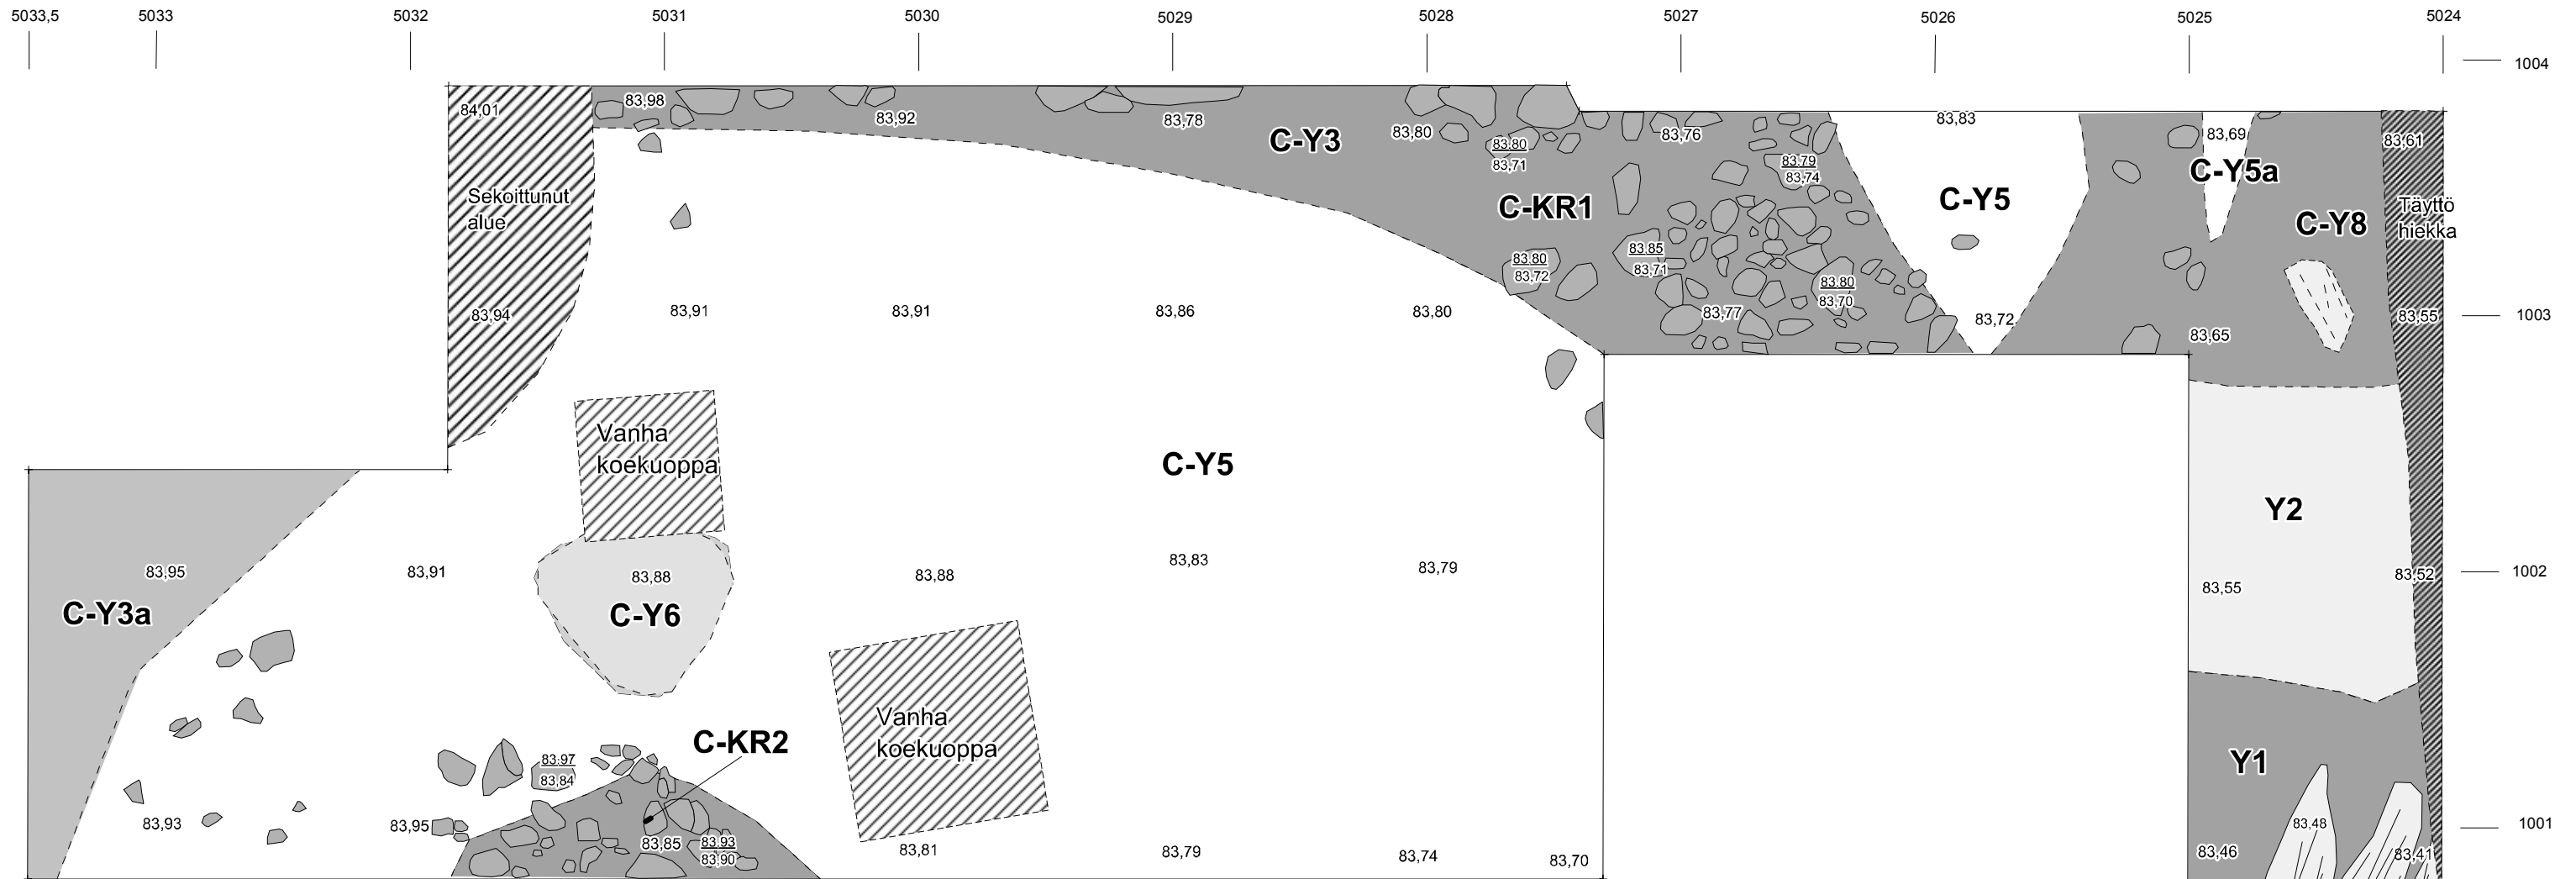 5033,5 5033 5032 5031 5030 5029 5028 5027 5026 5025 5024
1004
84,01 83,98 83,92 83,78 83,80 83,76 83,83 83,69 83,61
C-Y3
83,80
83,71
83,79
83,74
Sekoittunut
alue
C-KR1
C-Y5
C-Y5a
C-Y8
Täyttö
hiekka
83,80
83,72
83,85
83,71
83,80
83,70
83,94 83,91 83,91 83,86 83,80 83,77 83,72 83,65 83,55 1003
Vanha
koekuoppa
C-Y5
Y2
83,95 83,91 83,88 83,88 83,83 83,79 83,55 83,52 1002
C-Y3a
C-Y6
Vanha
koekuoppa
C-KR2
Y1
83,97
83,84
83,93 83,95 83,85 83,48 1001
83,93
83,90
83,81 83,79 83,74 83,70 83,46 83,41